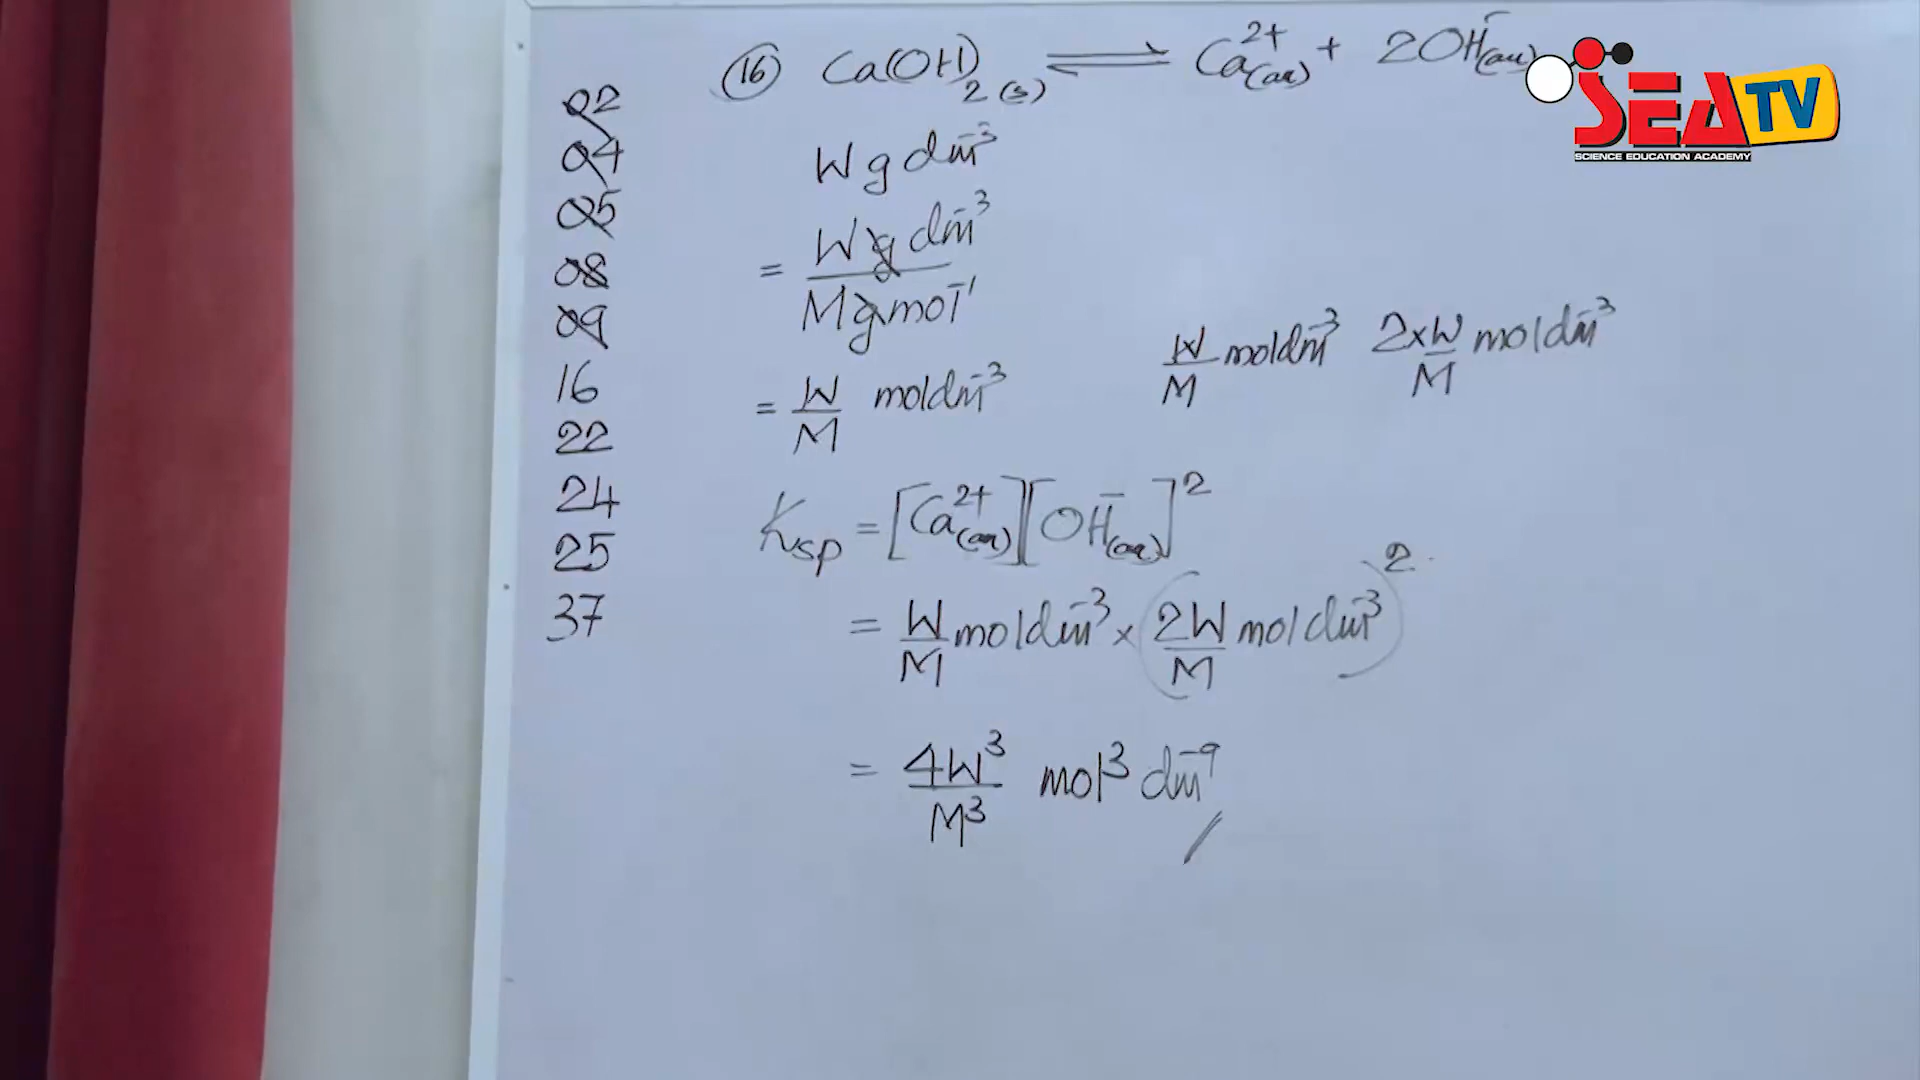 (16) Ca(OH)₂(s) ⇌ Ca²⁺(aq) + 2OH⁻(aq)
SEA TV
SCIENCE EDUCATION ACADEMY
02
04
05
08
09
16
22
24
25
37
W g dm⁻³
= W g dm⁻³ / M g mol⁻¹
= W/M mol dm⁻³
W/M mol dm⁻³ 2×W/M mol dm⁻³
Ksp = [Ca²⁺(aq)][OH⁻(aq)]²
= W/M mol dm⁻³ × (2W/M mol dm⁻³)²
= 4W³/M³ mol³ dm⁻⁹